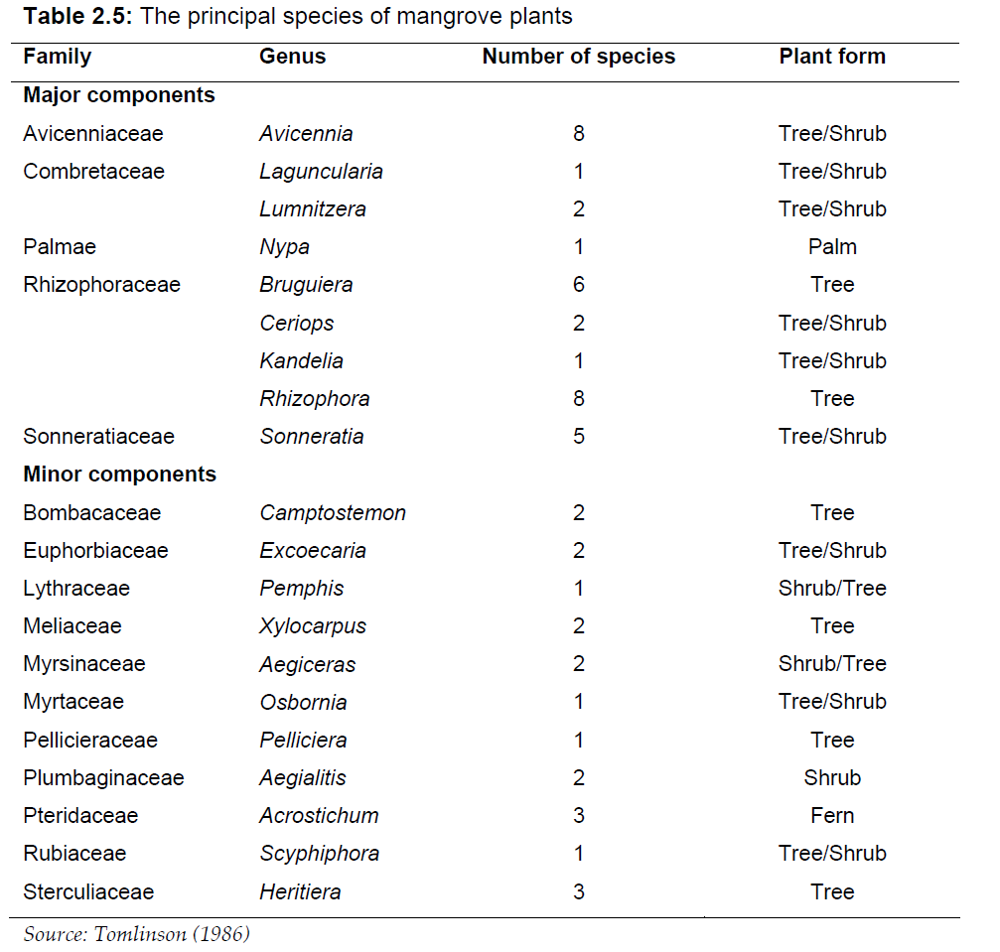 Table 2.5: The principal species of mangrove plants
Family Genus Number of species Plant form
Major components
Avicenniaceae Avicennia 8 Tree/Shrub
Combretaceae Laguncularia 1 Tree/Shrub
Lumnitzera 2 Tree/Shrub
Palmae Nypa 1 Palm
Rhizophoraceae Bruguiera 6 Tree
Ceriops 2 Tree/Shrub
Kandelia 1 Tree/Shrub
Rhizophora 8 Tree
Sonneratiaceae Sonneratia 5 Tree/Shrub
Minor components
Bombacaceae Camptostemon 2 Tree
Euphorbiaceae Excoecaria 2 Tree/Shrub
Lythraceae Pemphis 1 Shrub/Tree
Meliaceae Xylocarpus 2 Tree
Myrsinaceae Aegiceras 2 Shrub/Tree
Myrtaceae Osbornia 1 Tree/Shrub
Pellicieraceae Pelliciera 1 Tree
Plumbaginaceae Aegialitis 2 Shrub
Pteridaceae Acrostichum 3 Fern
Rubiaceae Scyphiphora 1 Tree/Shrub
Sterculiaceae Heritiera 3 Tree
Source: Tomlinson (1986)